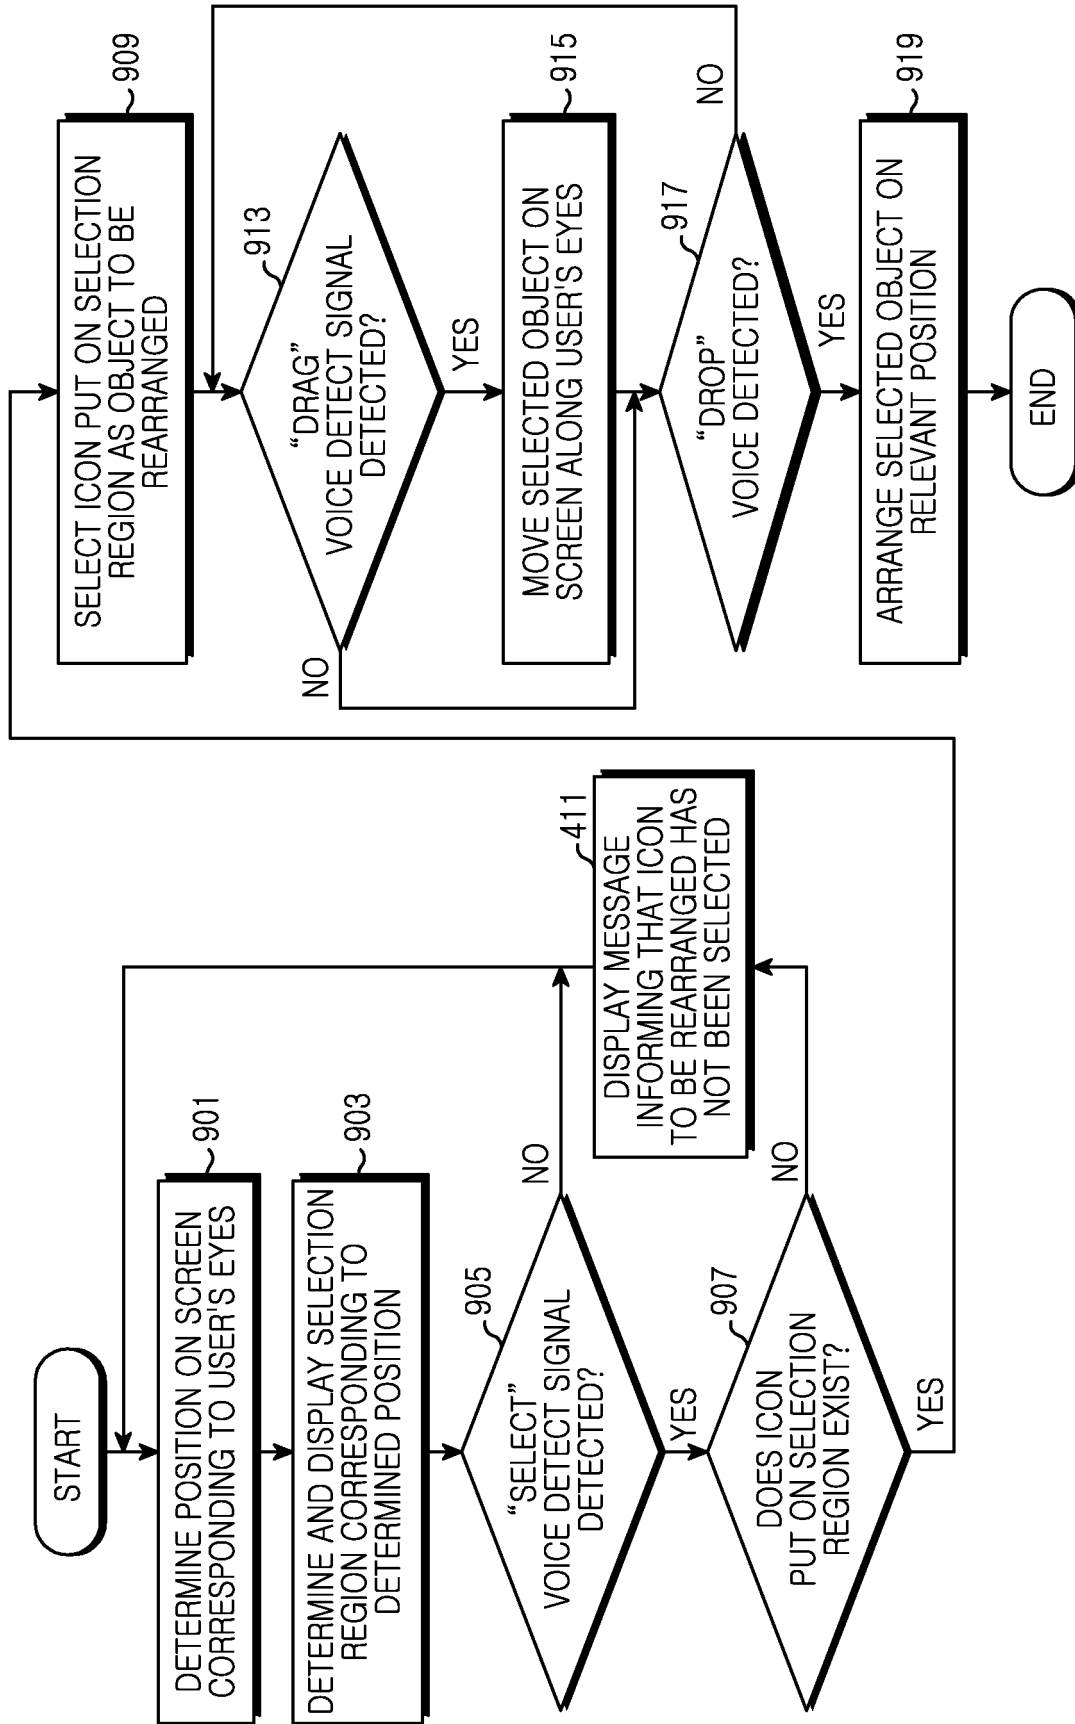 START
901
DETERMINE POSITION ON SCREEN
CORRESPONDING TO USER'S EYES
903
DETERMINE AND DISPLAY SELECTION
REGION CORRESPONDING TO
DETERMINED POSITION
905
“SELECT”
VOICE DETECT SIGNAL
DETECTED?
NO
YES
907
DOES ICON
PUT ON SELECTION
REGION EXIST?
NO
YES
411
DISPLAY MESSAGE
INFORMING THAT ICON
TO BE REARRANGED HAS
NOT BEEN SELECTED
909
SELECT ICON PUT ON SELECTION
REGION AS OBJECT TO BE
REARRANGED
913
“DRAG”
VOICE DETECT SIGNAL
DETECTED?
NO
YES
915
MOVE SELECTED OBJECT ON
SCREEN ALONG USER'S EYES
917
“DROP”
VOICE DETECTED?
NO
YES
919
ARRANGE SELECTED OBJECT ON
RELEVANT POSITION
END